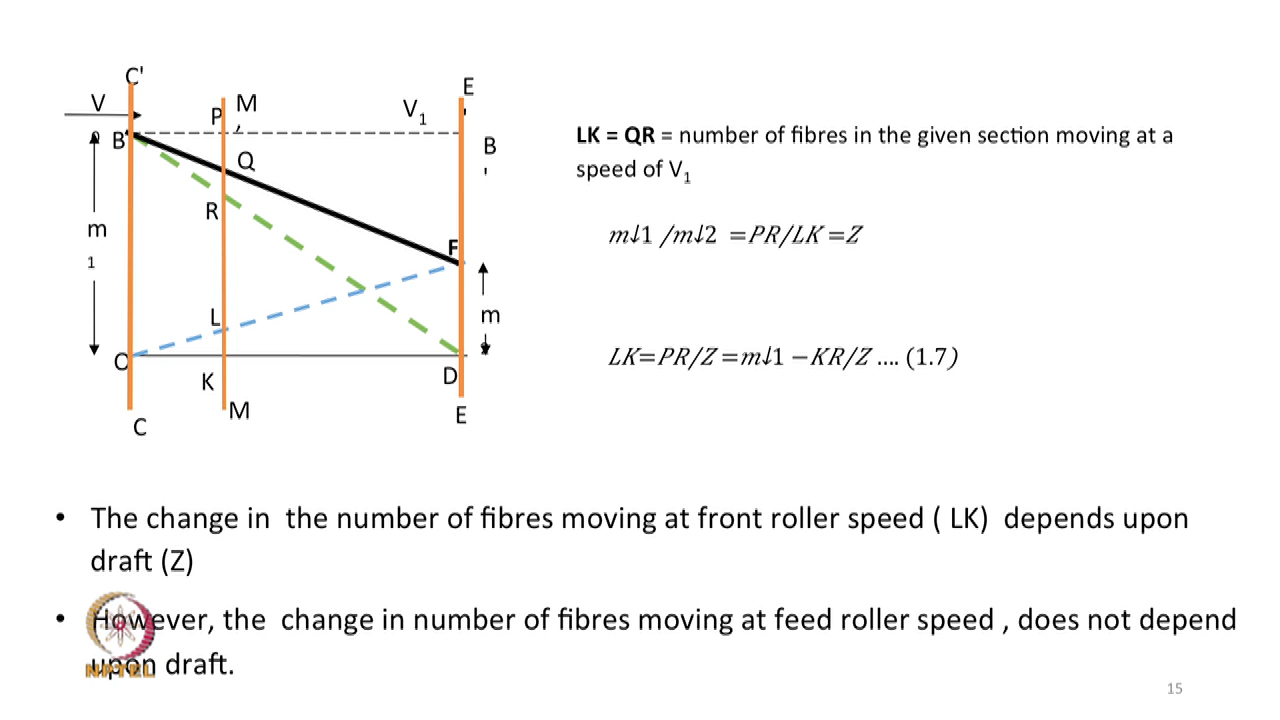 C'
E
'
V
0
P
M
'
V1
B'
Q
B
'
R
m
1
F
L
m
2
O
K
D
M
C
E
LK = QR = number of fibres in the given section moving at a
speed of V1
m↓1 /m↓2 =PR/LK=Z
LK=PR/Z=m↓1 −KR/Z .... (1.7)
• The change in the number of fibres moving at front roller speed ( LK) depends upon
draft (Z)
• However, the change in number of fibres moving at feed roller speed , does not depend
upon draft.
NPTEL
15